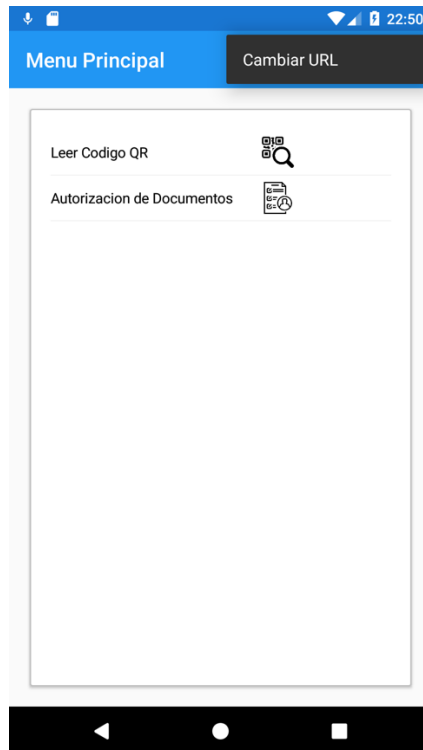 22:50
Menu Principal
Cambiar URL
Leer Codigo QR
Autorizacion de Documentos